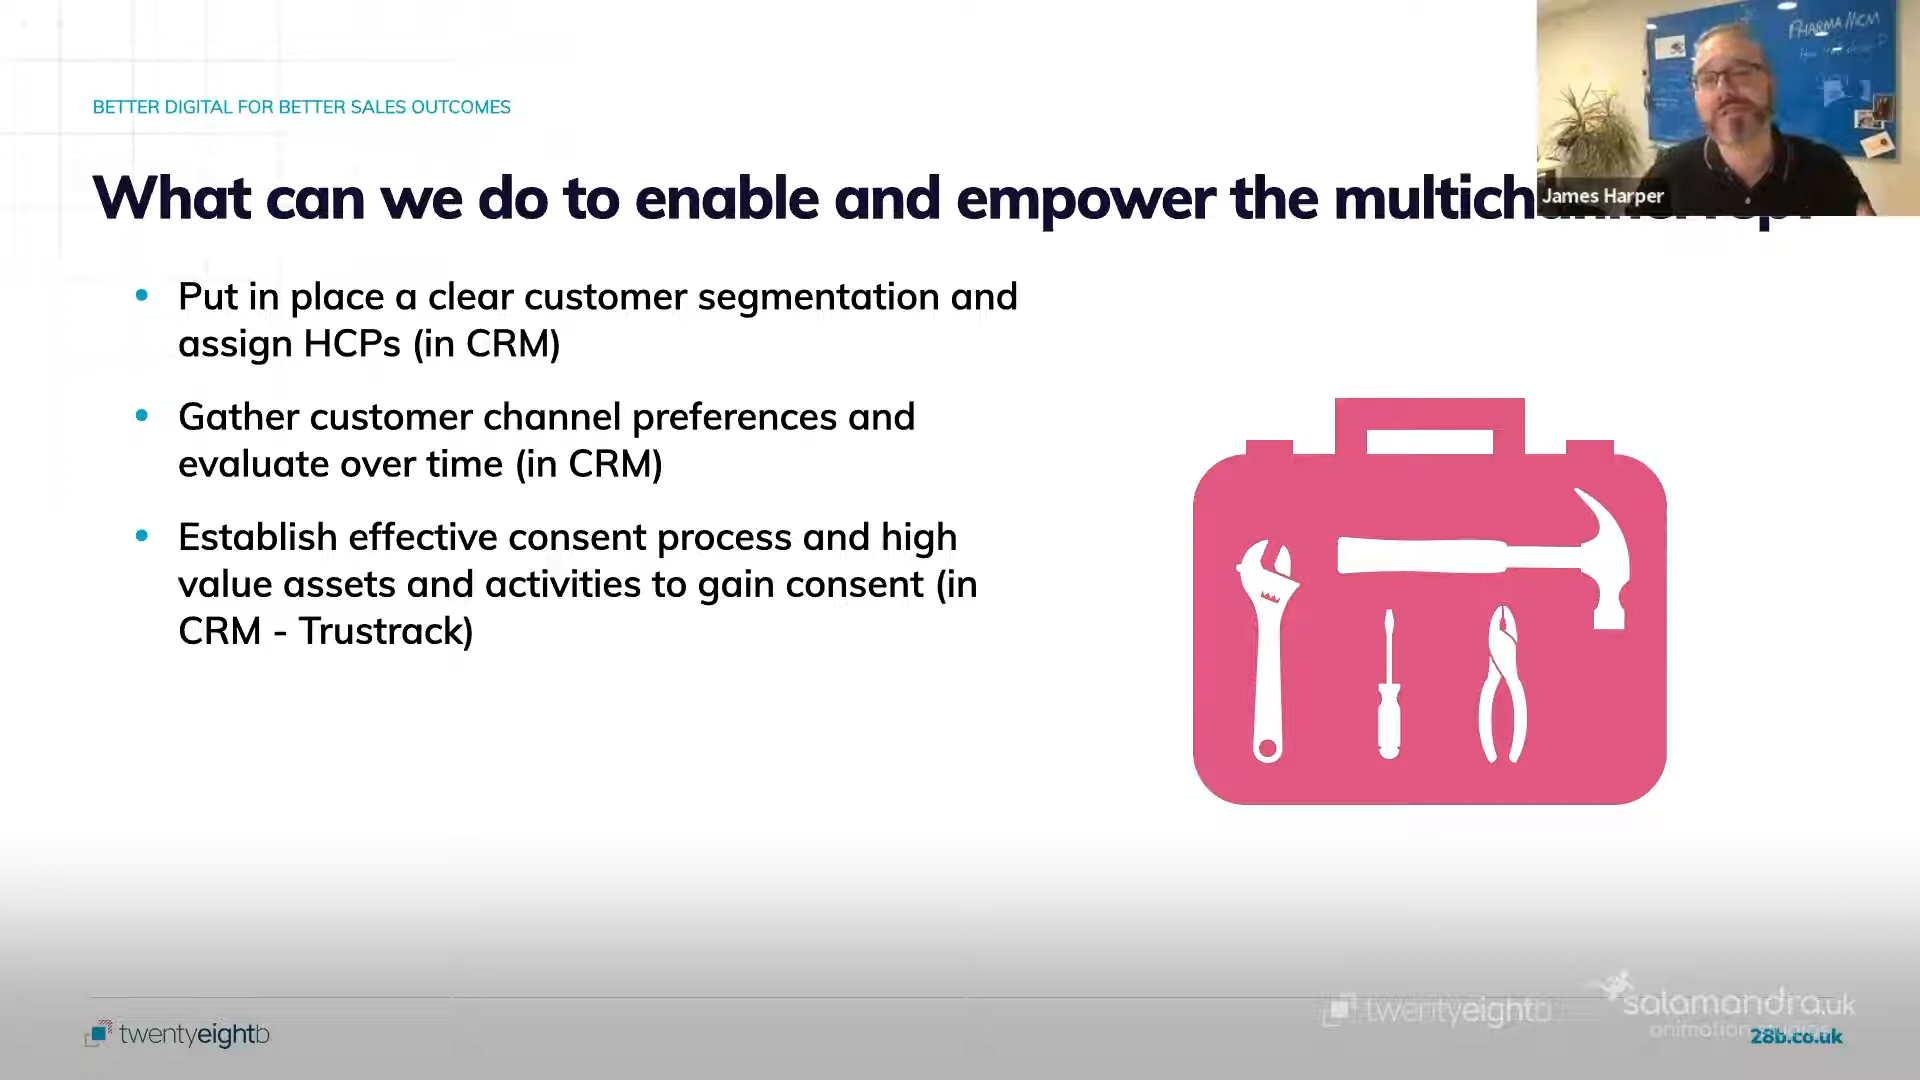 BETTER DIGITAL FOR BETTER SALES OUTCOMES
What can we do to enable and empower the multich
PHARMA
James Harper
• Put in place a clear customer segmentation and
assign HCPs (in CRM)
• Gather customer channel preferences and
evaluate over time (in CRM)
• Establish effective consent process and high
value assets and activities to gain consent (in
CRM - Trustrack)
twentyeightb
twentyeightb
salamandra.uk
animation studios
28b.co.uk